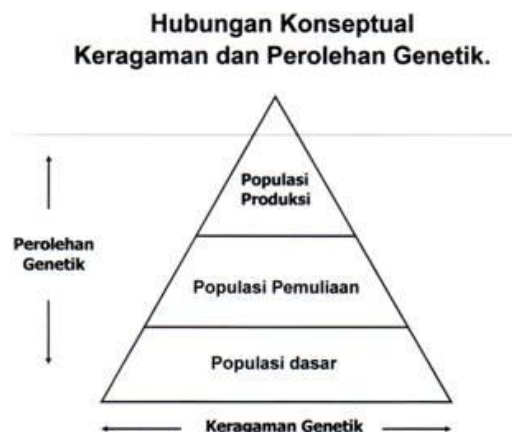 Hubungan Konseptual
Keragaman dan Perolehan Genetik.
Populasi
Produksi
Perolehan
Genetik
Populasi Pemuliaan
Populasi dasar
Keragaman Genetik